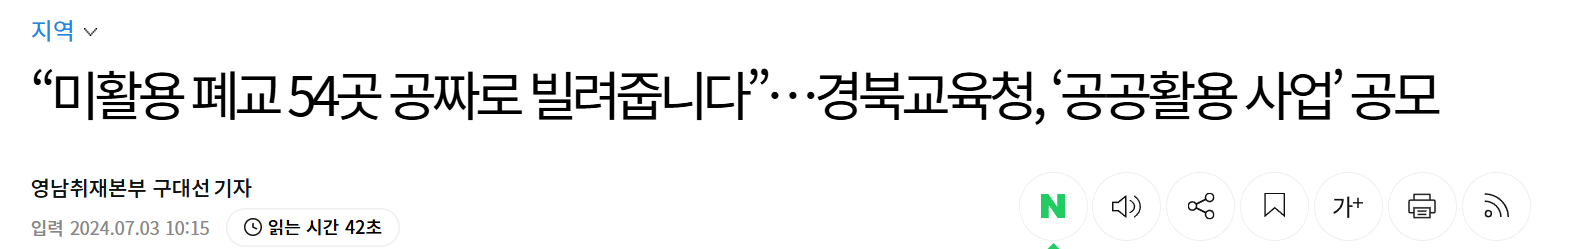 지역
“미활용 폐교 54곳 공짜로 빌려줍니다”…경북교육청, ‘공공활용 사업’ 공모
영남취재본부 구대선 기자
입력 2024.07.03 10:15 읽는 시간 42초
N 가+